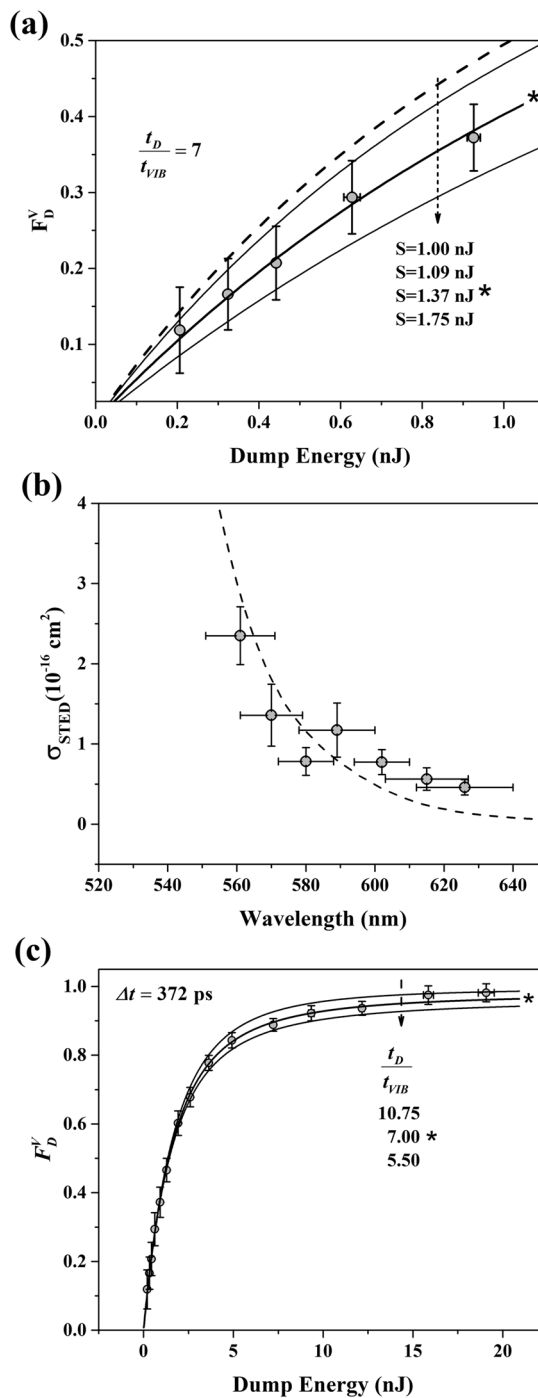 (a)
0.5
0.4
0.3
0.2
0.1
F_D^V
t_D / t_VIB = 7
*
S=1.00 nJ
S=1.09 nJ
S=1.37 nJ *
S=1.75 nJ
0.0 0.2 0.4 0.6 0.8 1.0
Dump Energy (nJ)
(b)
4
3
2
1
0
σ_STED(10^-16 cm^2)
520 540 560 580 600 620 640
Wavelength (nm)
(c)
1.0
0.8
0.6
0.4
0.2
0.0
F_D^V
Δt = 372 ps
*
t_D
t_VIB
10.75
7.00 *
5.50
0 5 10 15 20
Dump Energy (nJ)